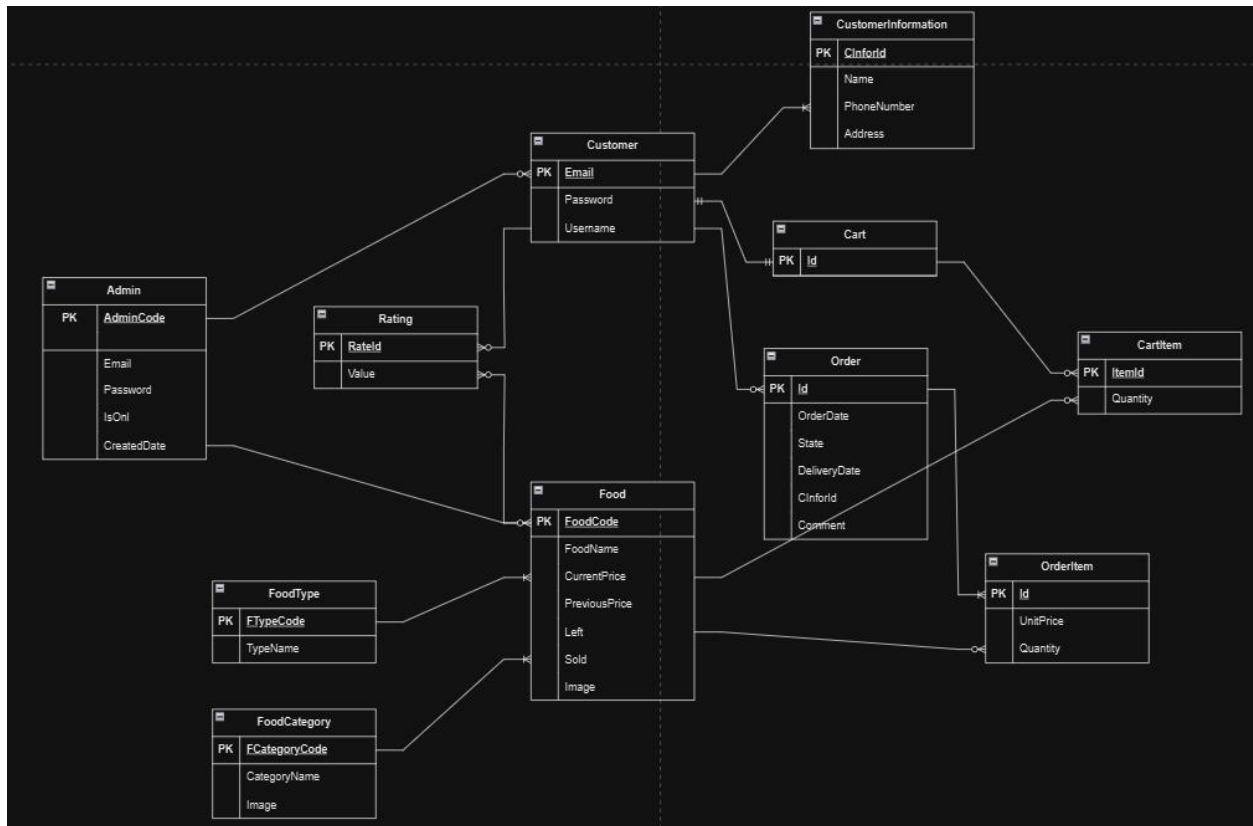 CustomerInformation
PK CInforId
Name
PhoneNumber
Address
Customer
PK Email
Password
Username
Cart
PK Id
Admin
PK AdminCode
Email
Password
IsOnl
CreatedDate
Rating
PK RateId
Value
Order
PK Id
OrderDate
State
DeliveryDate
CInforId
Comment
CartItem
PK ItemId
Quantity
Food
PK FoodCode
FoodName
CurrentPrice
PreviousPrice
Left
Sold
Image
OrderItem
PK Id
UnitPrice
Quantity
FoodType
PK FTypeCode
TypeName
FoodCategory
PK FCategoryCode
CategoryName
Image